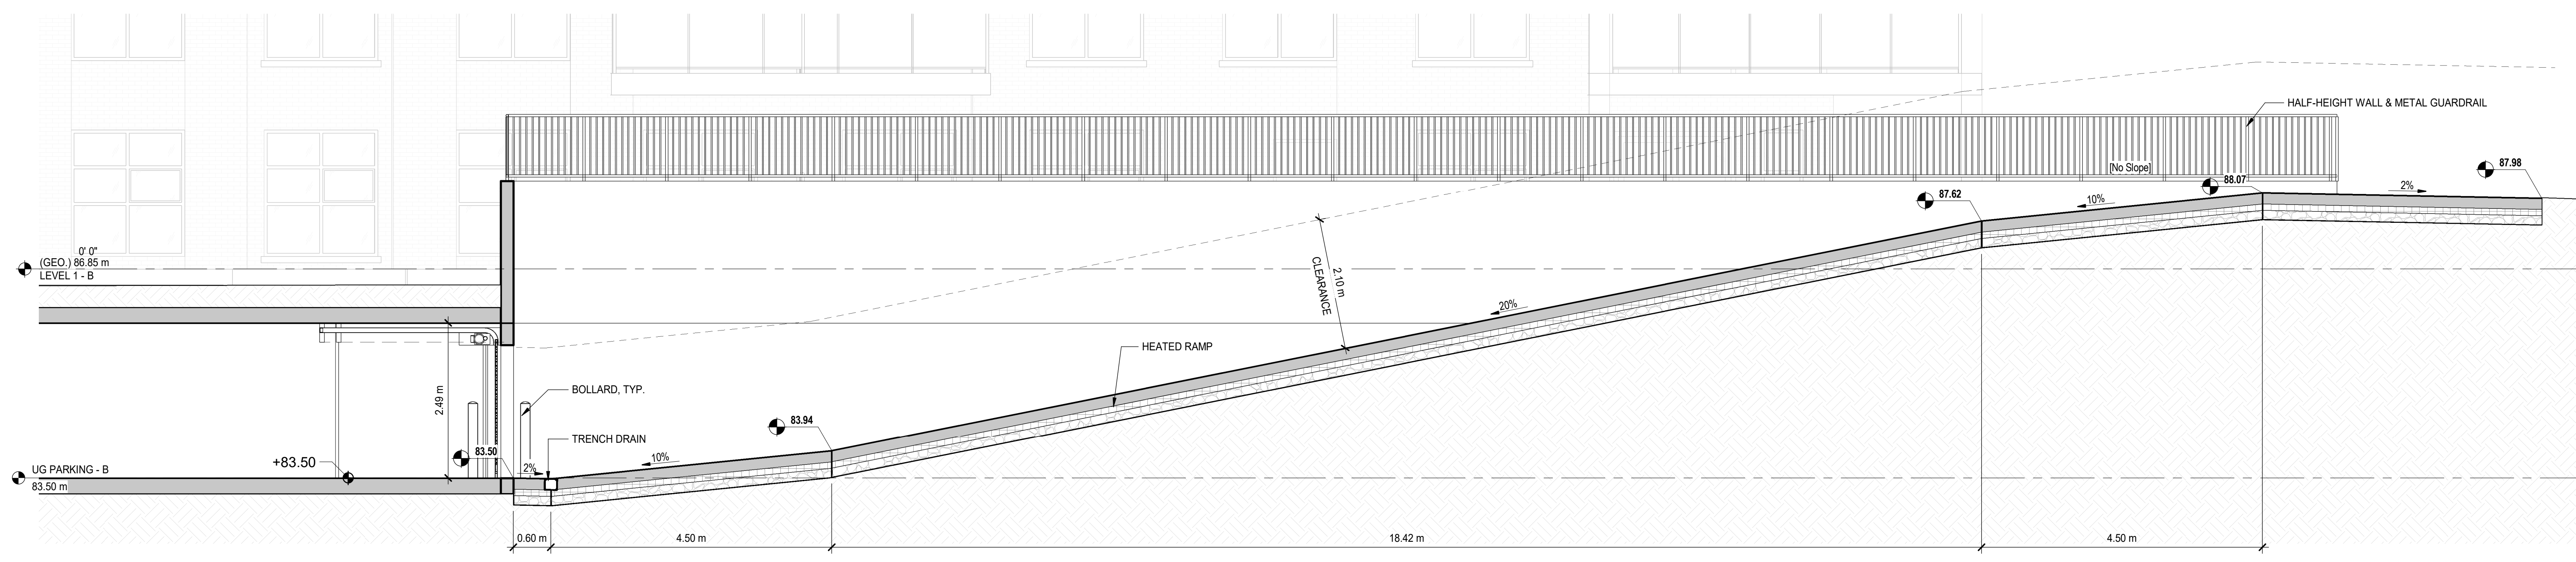 HALF-HEIGHT WALL & METAL GUARDRAIL
[No Slope]
87.98
88.07
2%
87.62
10%
0' 0"
(GEO.) 86.85 m
LEVEL 1 - B
2.10 m
CLEARANCE
20%
HEATED RAMP
2.49 m
BOLLARD, TYP.
83.94
TRENCH DRAIN
83.50
+83.50
2%
10%
UG PARKING - B
83.50 m
0.60 m
4.50 m
18.42 m
4.50 m